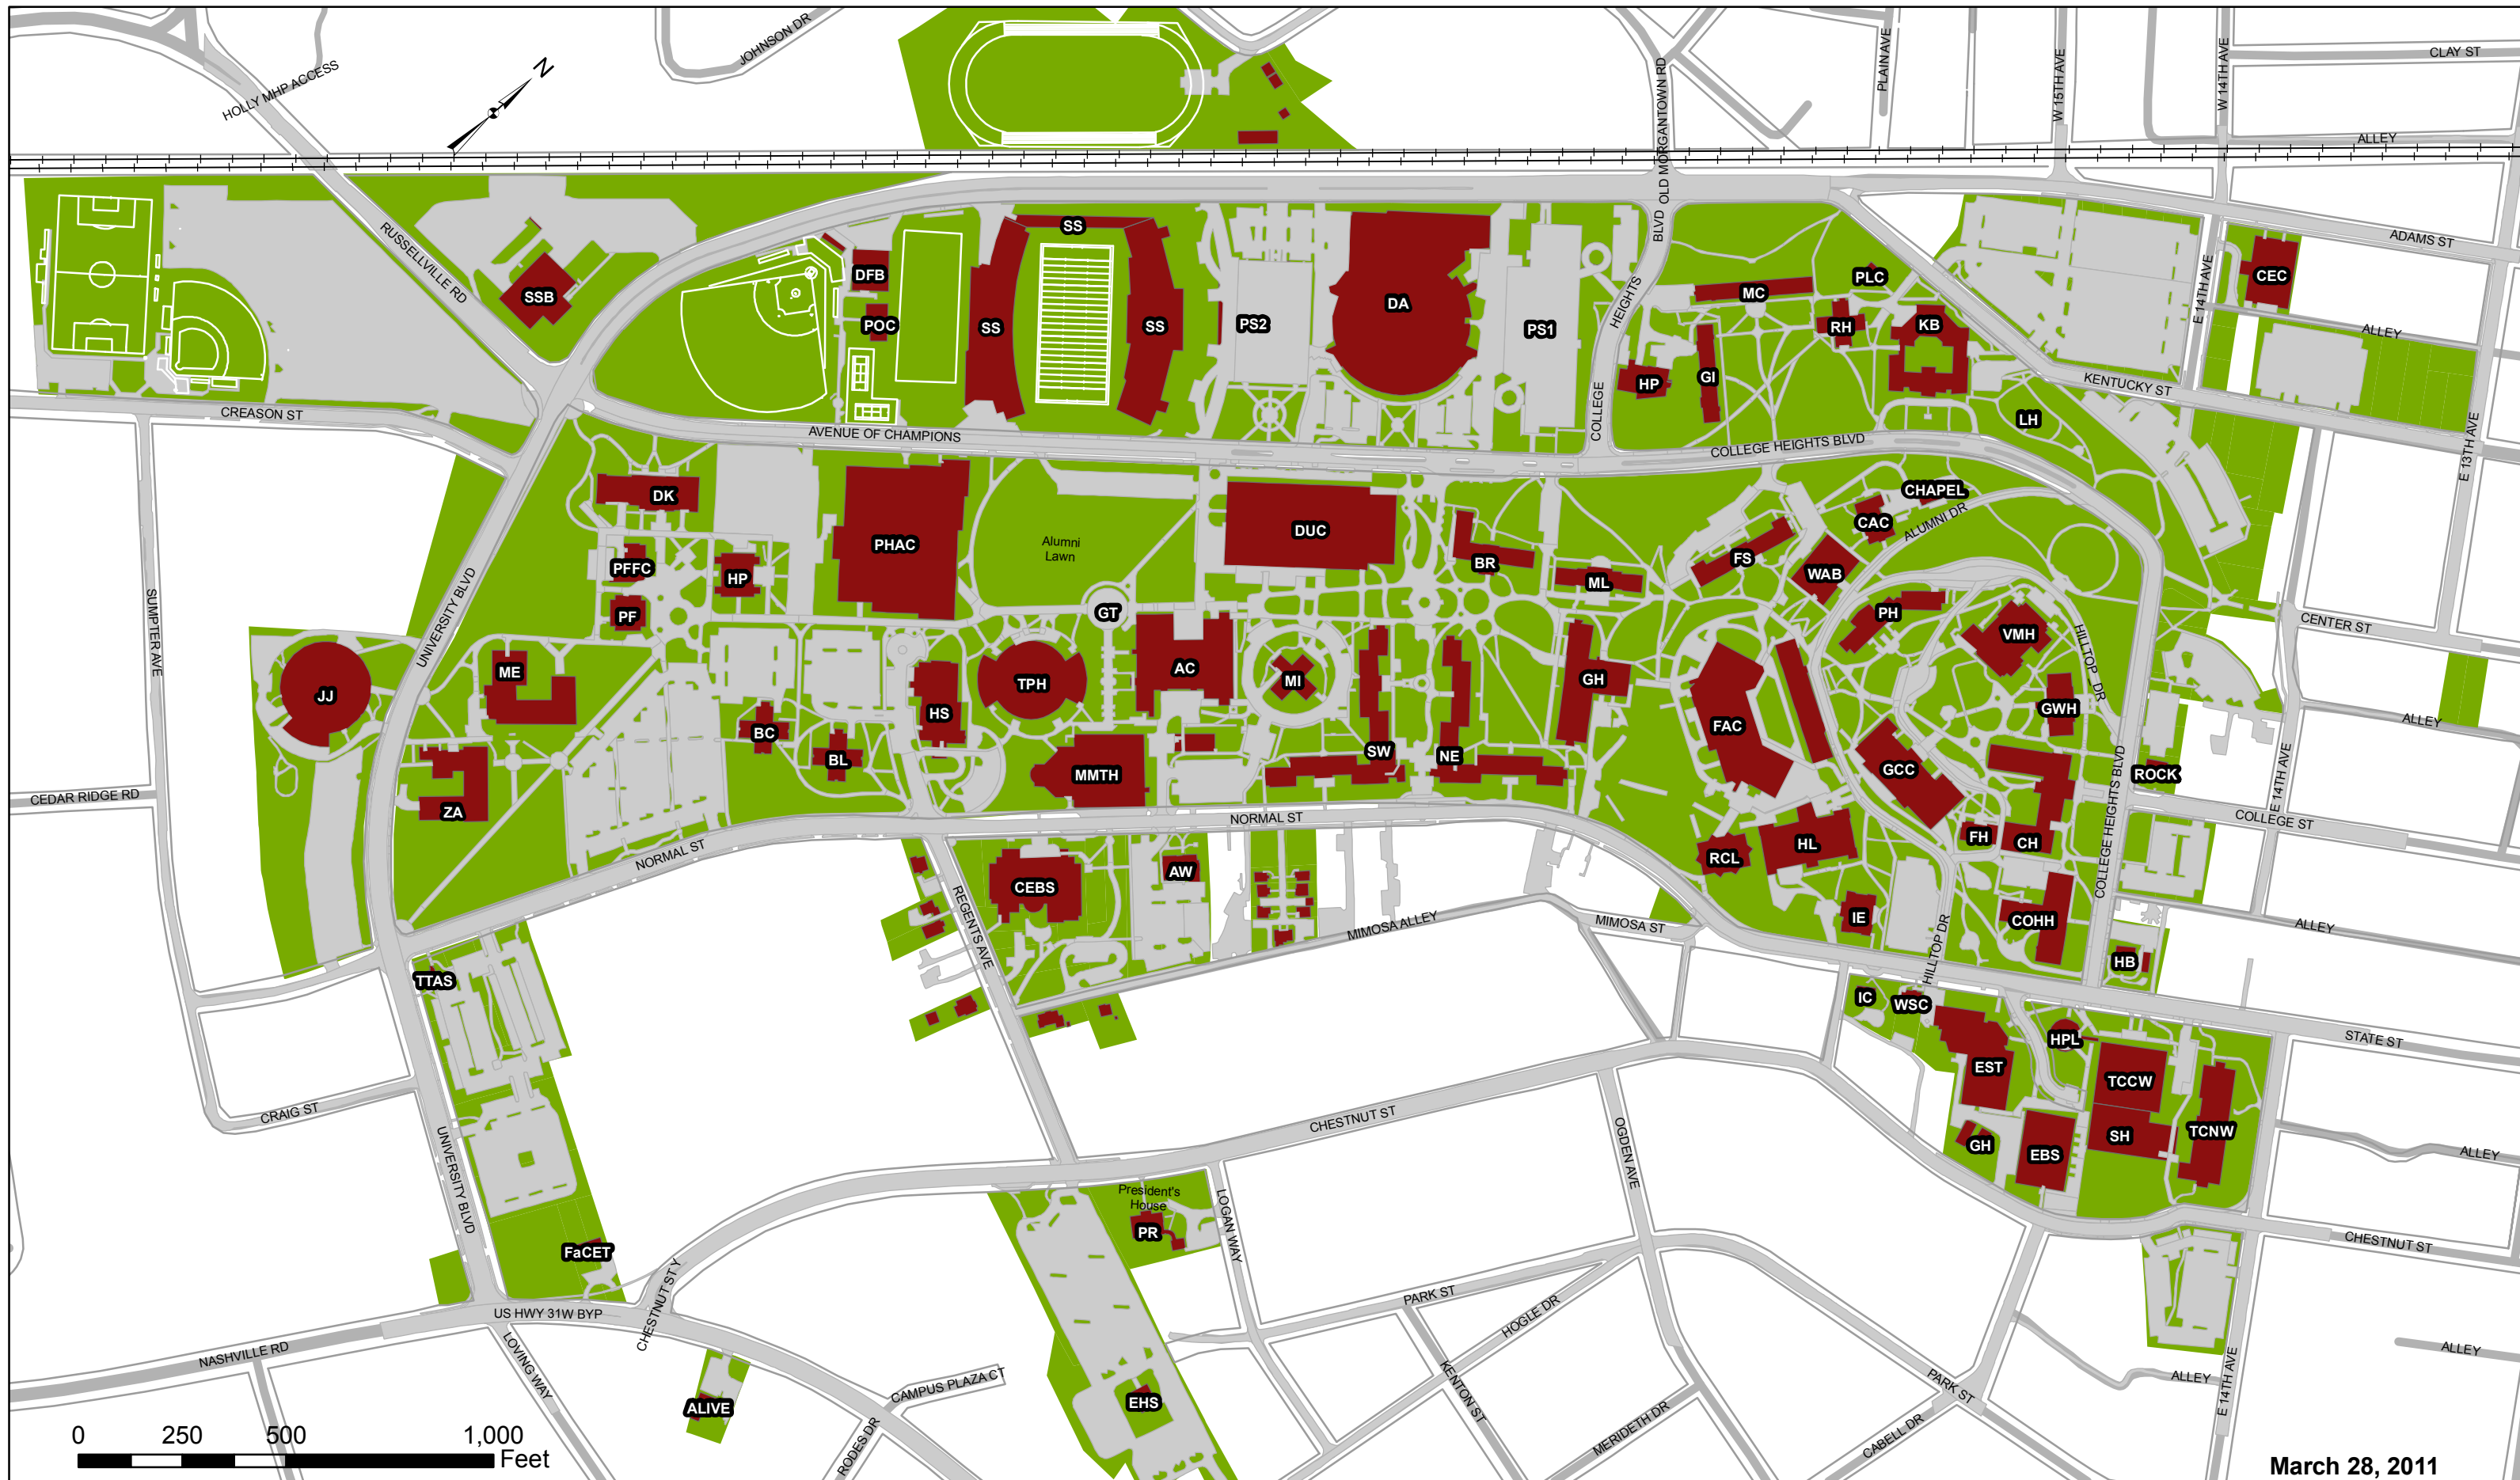 JOHNSON DR
HOLLY MHP ACCESS
N
OLD MORGANTOWN RD
PLAIN AVE
W 15TH AVE
W 14TH AVE
CLAY ST
ALLEY
RUSSELLVILLE RD
SSB
DFB
POC
SS
SS
SS
PS2
DA
PS1
BLVD
HEIGHTS
COLLEGE
MC
PLC
RH
KB
HP
GI
LH
E 14TH AVE
CEC
ADAMS ST
ALLEY
KENTUCKY ST
E 13TH AVE
CREASON ST
AVENUE OF CHAMPIONS
COLLEGE HEIGHTS BLVD
DK
PHAC
Alumni
Lawn
DUC
BR
ML
FS
WAB
CAC
CHAPEL
ALUMNI DR
PFFC
HP
PF
GT
PH
VMH
HILLTOP_DR
CENTER ST
SUMPTER AVE
UNIVERSITY BLVD
JJ
ME
TPH
AC
MI
GH
FAC
GWH
ALLEY
HS
BC
BL
MMTH
SW
NE
GCC
ROCK
COLLEGE HEIGHTS BLVD
E 14TH AVE
CEDAR RIDGE RD
ZA
NORMAL ST
NORMAL ST
RCL
HL
FH
CH
COLLEGE ST
CEBS
AW
REGENTS AVE
MIMOSA ALLEY
MIMOSA ST
IE
HILLTOP DR
COHH
ALLEY
HB
TTAS
IC
WSC
HPL
STATE ST
EST
TCCW
CRAIG ST
CHESTNUT ST
OGDEN AVE
GH
EBS
SH
TCNW
ALLEY
UNIVERSITY BLVD
President's
House
PR
LOGAN WAY
FaCET
CHESTNUT ST
CHESTNUT ST Y
US HWY 31W BYP
PARK ST
HOGLE DR
NASHVILLE RD
LOVING WAY
ALIVE
CAMPUS PLAZA CT
RODES DR
EHS
KENTON ST
MERIDETH DR
CABELL DR
PARK ST
ALLEY
ALLEY
E 14TH AVE
0 250 500 1,000
Feet
March 28, 2011